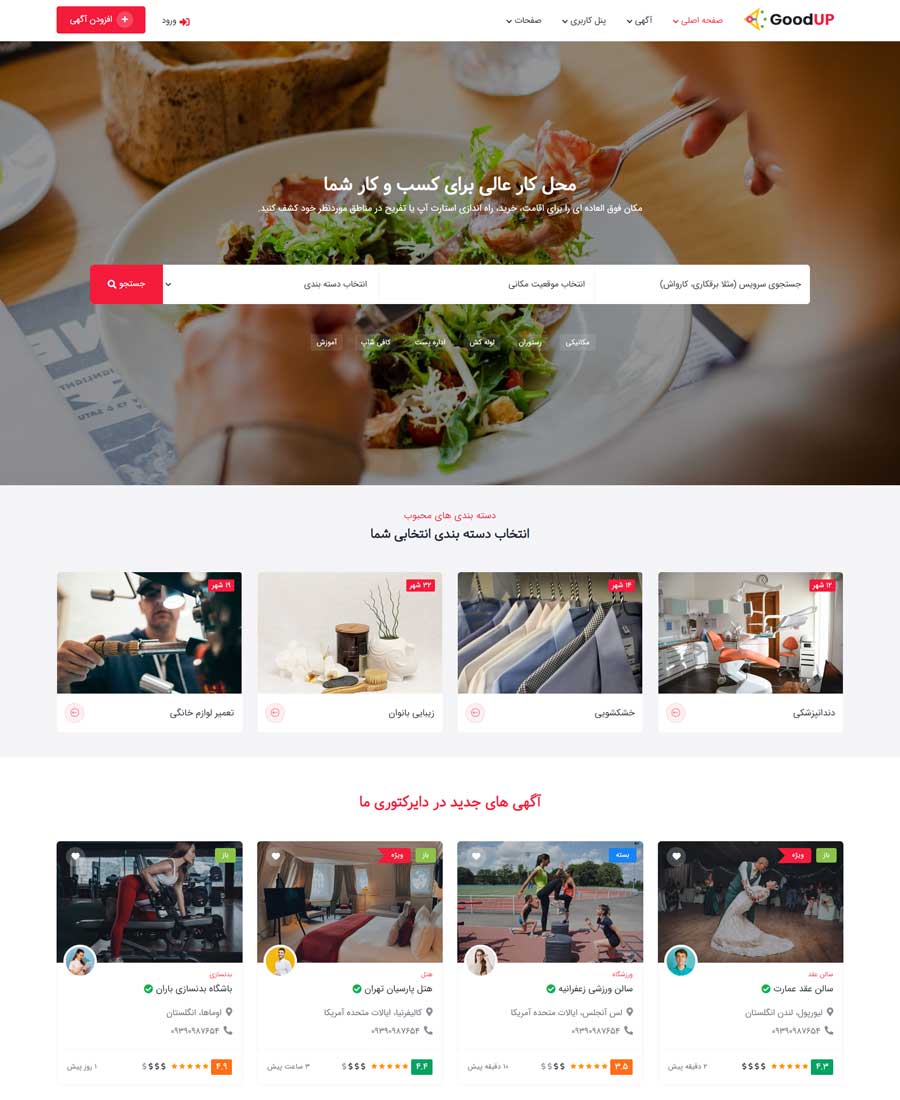 GoodUP
صفحه اصلی
آگهی
پنل کاربری
صفحات
ورود
افزودن آگهی
محل کار عالی برای کسب و کار شما
مکان فوق العاده ای را برای اقامت، خرید، راه اندازی استارت آپ یا تفریح در مناطق موردنظر خود کشف کنید.
جستجوی سرویس (مثلا برقکاری، کارواش)
انتخاب موقعیت مکانی
انتخاب دسته بندی
جستجو
مکانیکی
رستوران
لوله کش
اداره پست
کافی شاپ
آموزش
دسته بندی های محبوب
انتخاب دسته بندی انتخابی شما
۱۲ شهر
۱۴ شهر
۳۲ شهر
۱۹ شهر
دندانپزشکی
خشکشویی
زیبایی بانوان
تعمیر لوازم خانگی
آگهی های جدید در دایرکتوری ما
باز
ویژه
سالن عقد
سالن عقد عمارت
لیورپول، لندن انگلستان
۰۹۳۹۰۹۸۷۶۵۴
۴.۳
$$$$
۲ دقیقه پیش
بسته
ورزشگاه
سالن ورزشی زعفرانیه
لس آنجلس، ایالات متحده آمریکا
۰۹۳۹۰۹۸۷۶۵۴
۳.۵
$$$$
۱۰ دقیقه پیش
باز
ویژه
هتل
هتل پارسیان تهران
کالیفرنیا، ایالات متحده آمریکا
۰۹۳۹۰۹۸۷۶۵۴
۴.۴
$$$$
۳ ساعت پیش
باز
بدنسازی
باشگاه بدنسازی باران
اوماها، انگلستان
۰۹۳۹۰۹۸۷۶۵۴
۴.۹
$$$$
۱ روز پیش